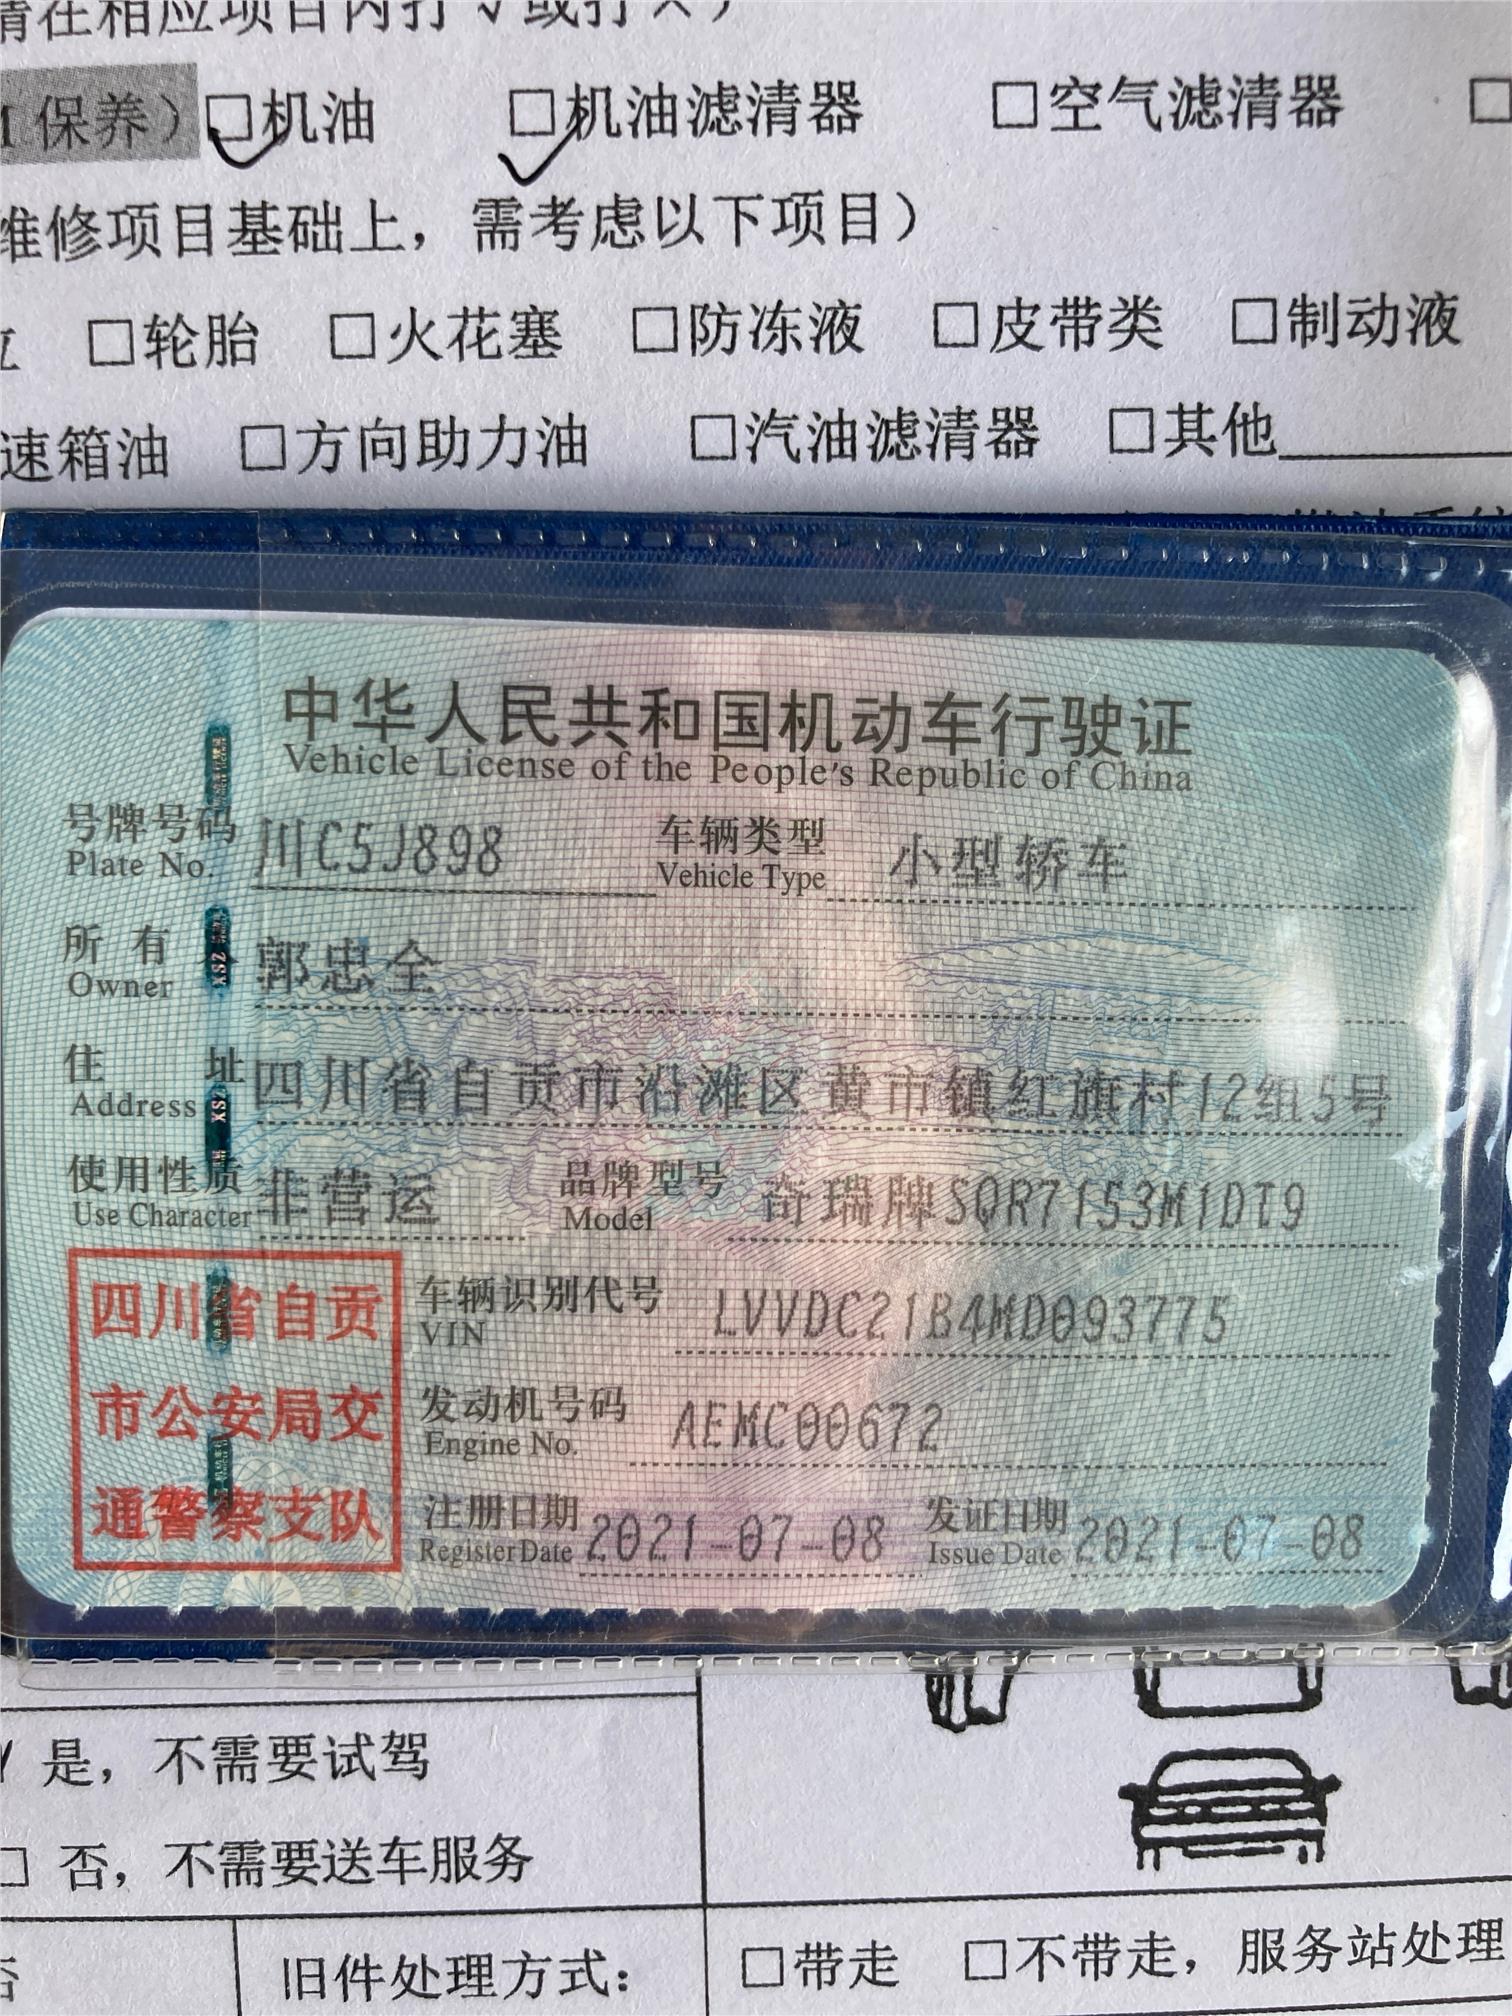 请在相应项目内打√或打×）
保养）□机油 □机油滤清器 □空气滤清器 □
维修项目基础上，需考虑以下项目）
□轮胎 □火花塞 □防冻液 □皮带类 □制动液
速箱油 □方向助力油 □汽油滤清器 □其他
中华人民共和国机动车行驶证
Vehicle License of the People's Republic of China
号牌号码 川C5J898 车辆类型 小型轿车
Plate No. Vehicle Type
所有 郭忠全
Owner
住址 四川省自贡市沿滩区黄市镇红旗村12组5号
Address
使用性质 非营运 品牌型号 奇瑞牌SQR7153M1DT9
Use Character Model
车辆识别代号 LVVDC21B4MD093775
VIN
发动机号码 AEMC00672
Engine No.
注册日期 2021-07-08 发证日期 2021-07-08
Register Date Issue Date
四川省自贡
市公安局交
通警察支队
是，不需要试驾
□ 否，不需要送车服务
旧件处理方式： □带走 □不带走，服务站处理